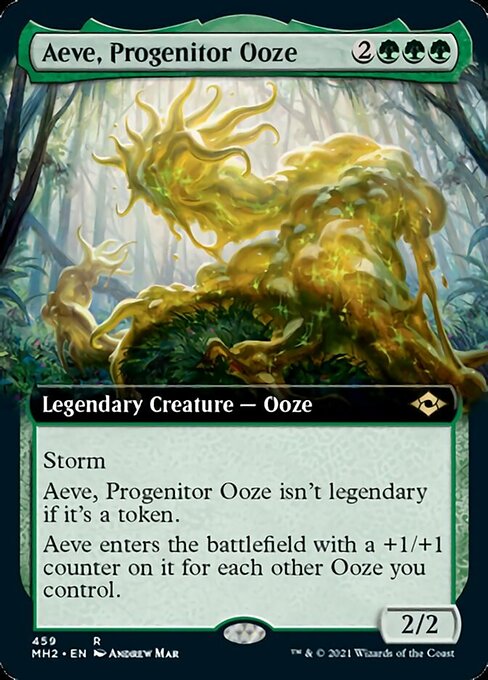 Aeve, Progenitor Ooze 2
Legendary Creature — Ooze
Storm
Aeve, Progenitor Ooze isn't legendary
if it's a token.
Aeve enters the battlefield with a +1/+1
counter on it for each other Ooze you
control.
2/2
459 R
MH2 • EN Andrew Mar
™ & © 2021 Wizards of the Coast